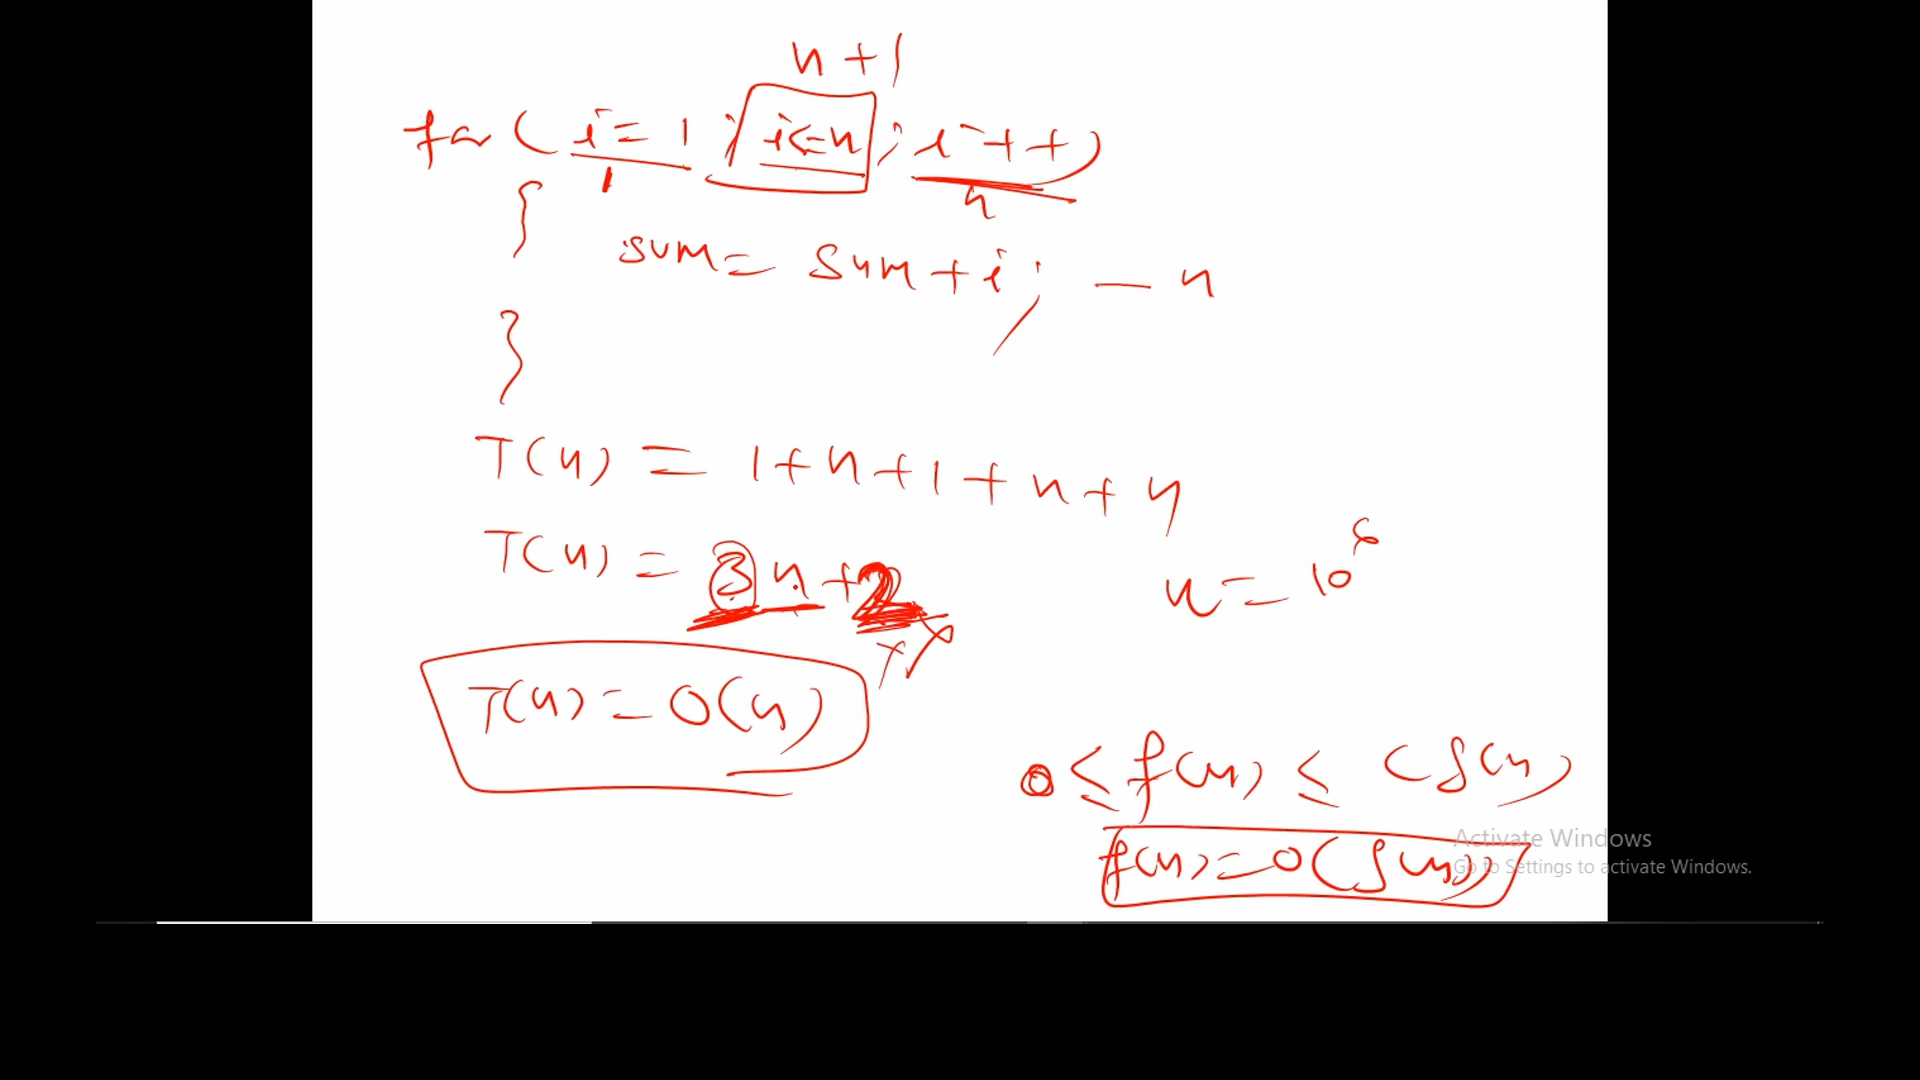 n+1
for ( i=1 ; i<=n ; i++)
1 n
{
sum = sum+i; — n
}
T(n) = 1+n+1+n+n
T(n) = 3n+2
n = 10^6
T(n) = O(n)
0 ≤ f(n) ≤ c g(n)
f(n) = O(g(n))
Activate Windows
Go to Settings to activate Windows.